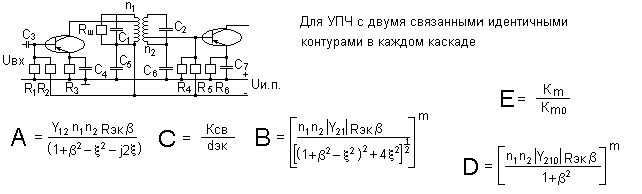 n₁
Rш
C₁
C₂
C₃
n₂
Uвх
C₄
C₅
C₆
C₇
Uи.п.
R₁ R₂ R₃ R₄ R₅ R₆
Для УПЧ с двумя связанными идентичными
контурами в каждом каскаде
E = Km / Kmo
A = Y₁₂ n₁ n₂ Rэк β / (1+β²−ξ²−j2ξ)
C = Kсв / dэк
B = [n₁ n₂ |Y₂₁| Rэк β / [(1+β²−ξ²)²+4ξ²]^½]^m
D = [n₁ n₂ |Y₂₁₀| Rэк β / 1+β²]^m